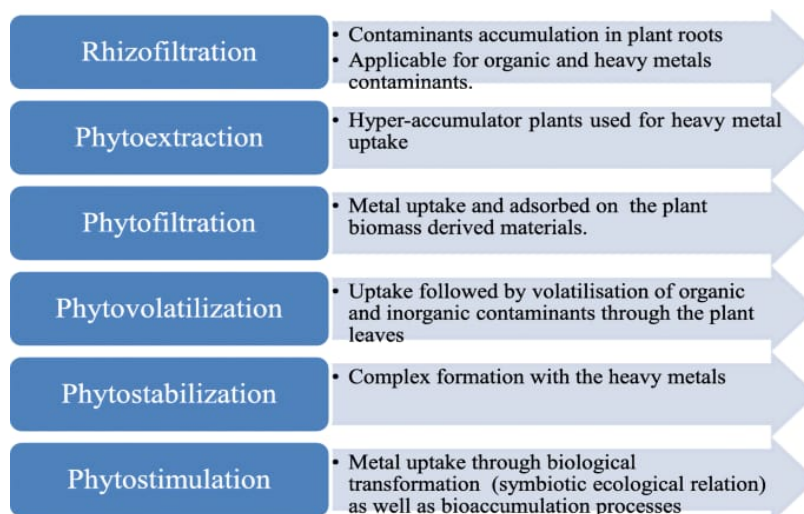 Rhizofiltration
• Contaminants accumulation in plant roots
• Applicable for organic and heavy metals
contaminants.
Phytoextraction
• Hyper-accumulator plants used for heavy metal
uptake
Phytofiltration
• Metal uptake and adsorbed on the plant
biomass derived materials.
Phytovolatilization
• Uptake followed by volatilisation of organic
and inorganic contaminants through the plant
leaves
Phytostabilization
• Complex formation with the heavy metals
Phytostimulation
• Metal uptake through biological
transformation (symbiotic ecological relation)
as well as bioaccumulation processes